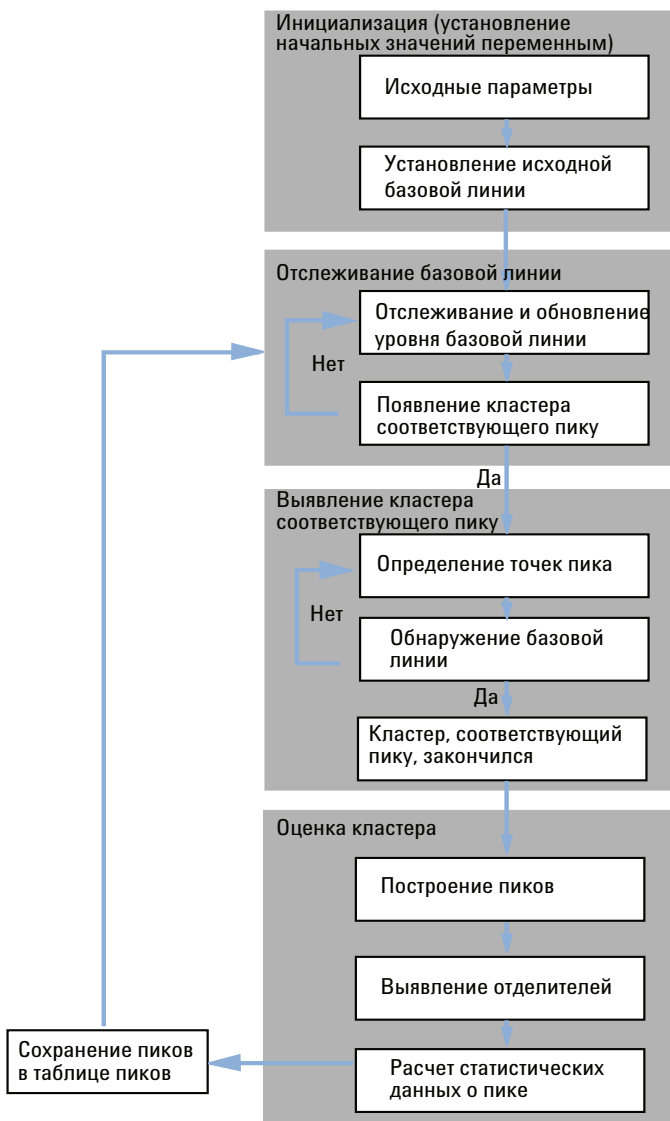 Инициализация (установление
начальных значений переменным)
Исходные параметры
Установление исходной
базовой линии
Отслеживание базовой линии
Отслеживание и обновление
уровня базовой линии
Нет
Появление кластера
соответствующего пику
Да
Выявление кластера
соответствующего пику
Определение точек пика
Нет
Обнаружение базовой
линии
Да
Кластер, соответствующий
пику, закончился
Оценка кластера
Построение пиков
Выявление отделителей
Сохранение пиков
в таблице пиков
Расчет статистических
данных о пике